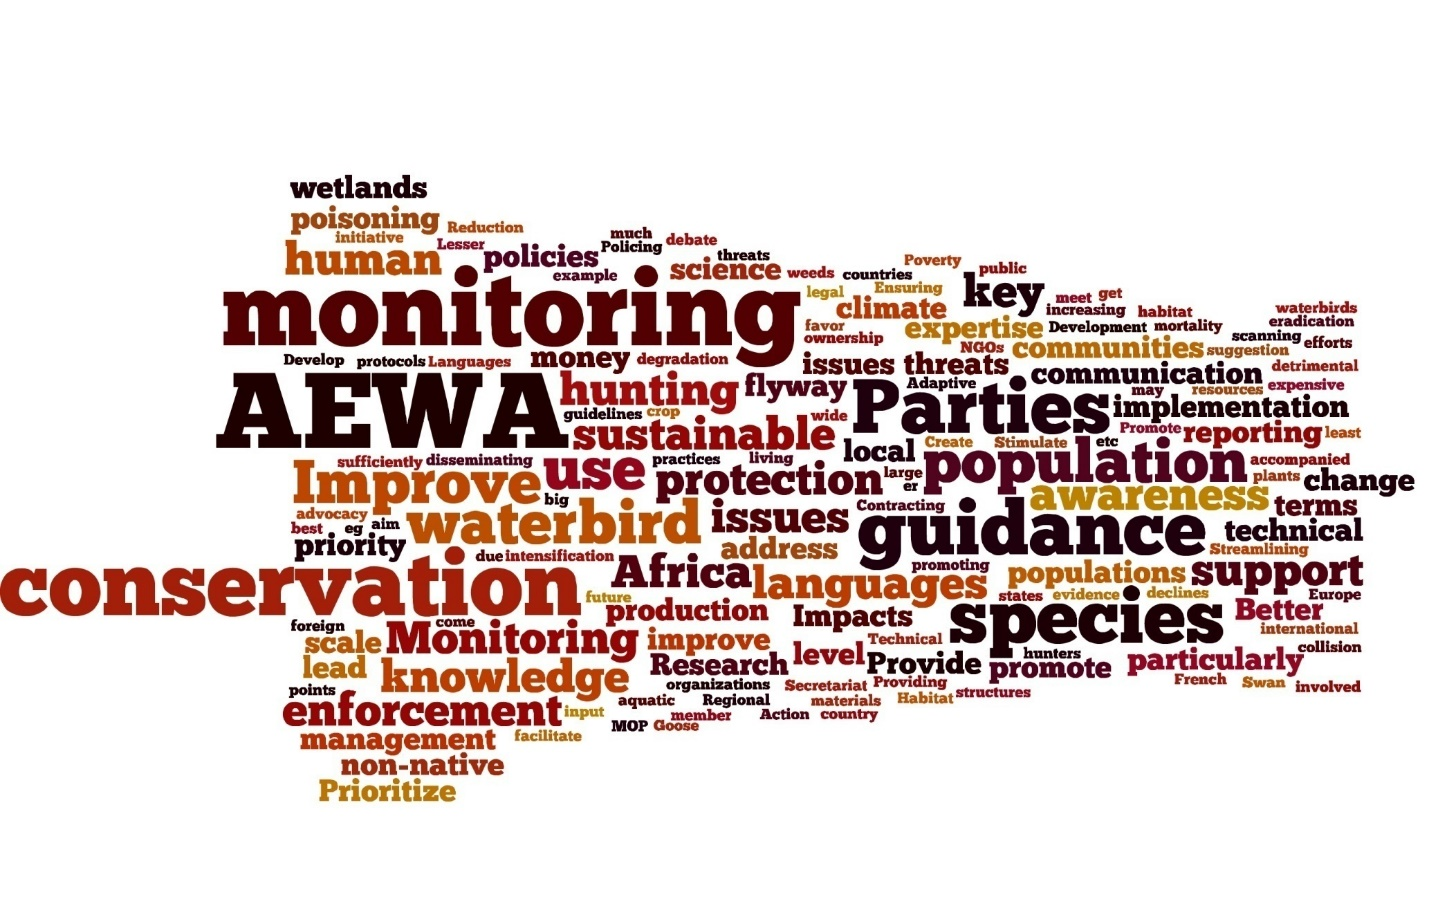 wetlands
poisoning Reduction
initiative Lesser much Policing debate
human policies example science threats weeds countries Poverty public
monitoring legal Ensuring key meet get
climate increasing habitat waterbirds
favor expertise Development mortality eradication
ownership NGOs communities suggestion scanning efforts
Develop protocols Languages money degradation issues threats communication detrimental
AEWA hunting flyway Adaptive Parties may resources expensive
guidelines crop wide implementation
sustainable local Create Stimulate etc Promote reporting least
sufficiently disseminating use practices living large population accompanied
Improve big protection er awareness plants change
advocacy Contracting terms
best eg aim waterbird issues guidance technical
priority address Streamlining
due intensification Africa promoting populations support
conservation future languages states evidence declines Europe
production Impacts species Better
foreign come international
scale Monitoring improve Technical hunters collision
lead knowledge Research level Provide promote particularly
points organizations Secretariat Providing French Swan involved
enforcement input aquatic Regional materials Habitat structures
MOP member Goose Action country
management facilitate
non-native
Prioritize